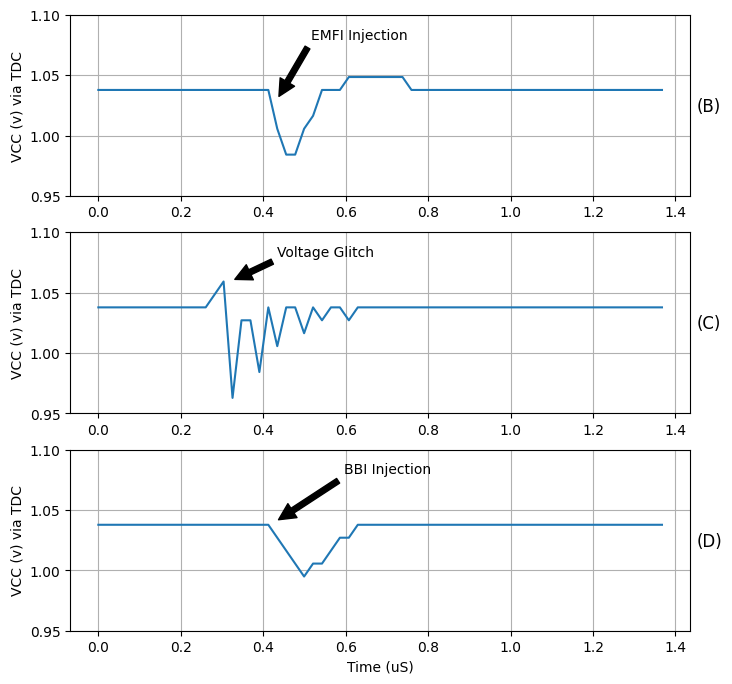 1.10
EMFI Injection
1.05
VCC (v) via TDC
(B)
1.00
0.95
0.0 0.2 0.4 0.6 0.8 1.0 1.2 1.4
1.10
Voltage Glitch
1.05
VCC (v) via TDC
(C)
1.00
0.95
0.0 0.2 0.4 0.6 0.8 1.0 1.2 1.4
1.10
BBI Injection
1.05
VCC (v) via TDC
(D)
1.00
0.95
0.0 0.2 0.4 0.6 0.8 1.0 1.2 1.4
Time (uS)